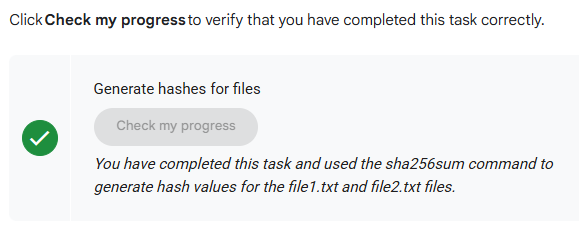 Click Check my progress to verify that you have completed this task correctly.
Generate hashes for files
Check my progress
You have completed this task and used the sha256sum command to
generate hash values for the file1.txt and file2.txt files.